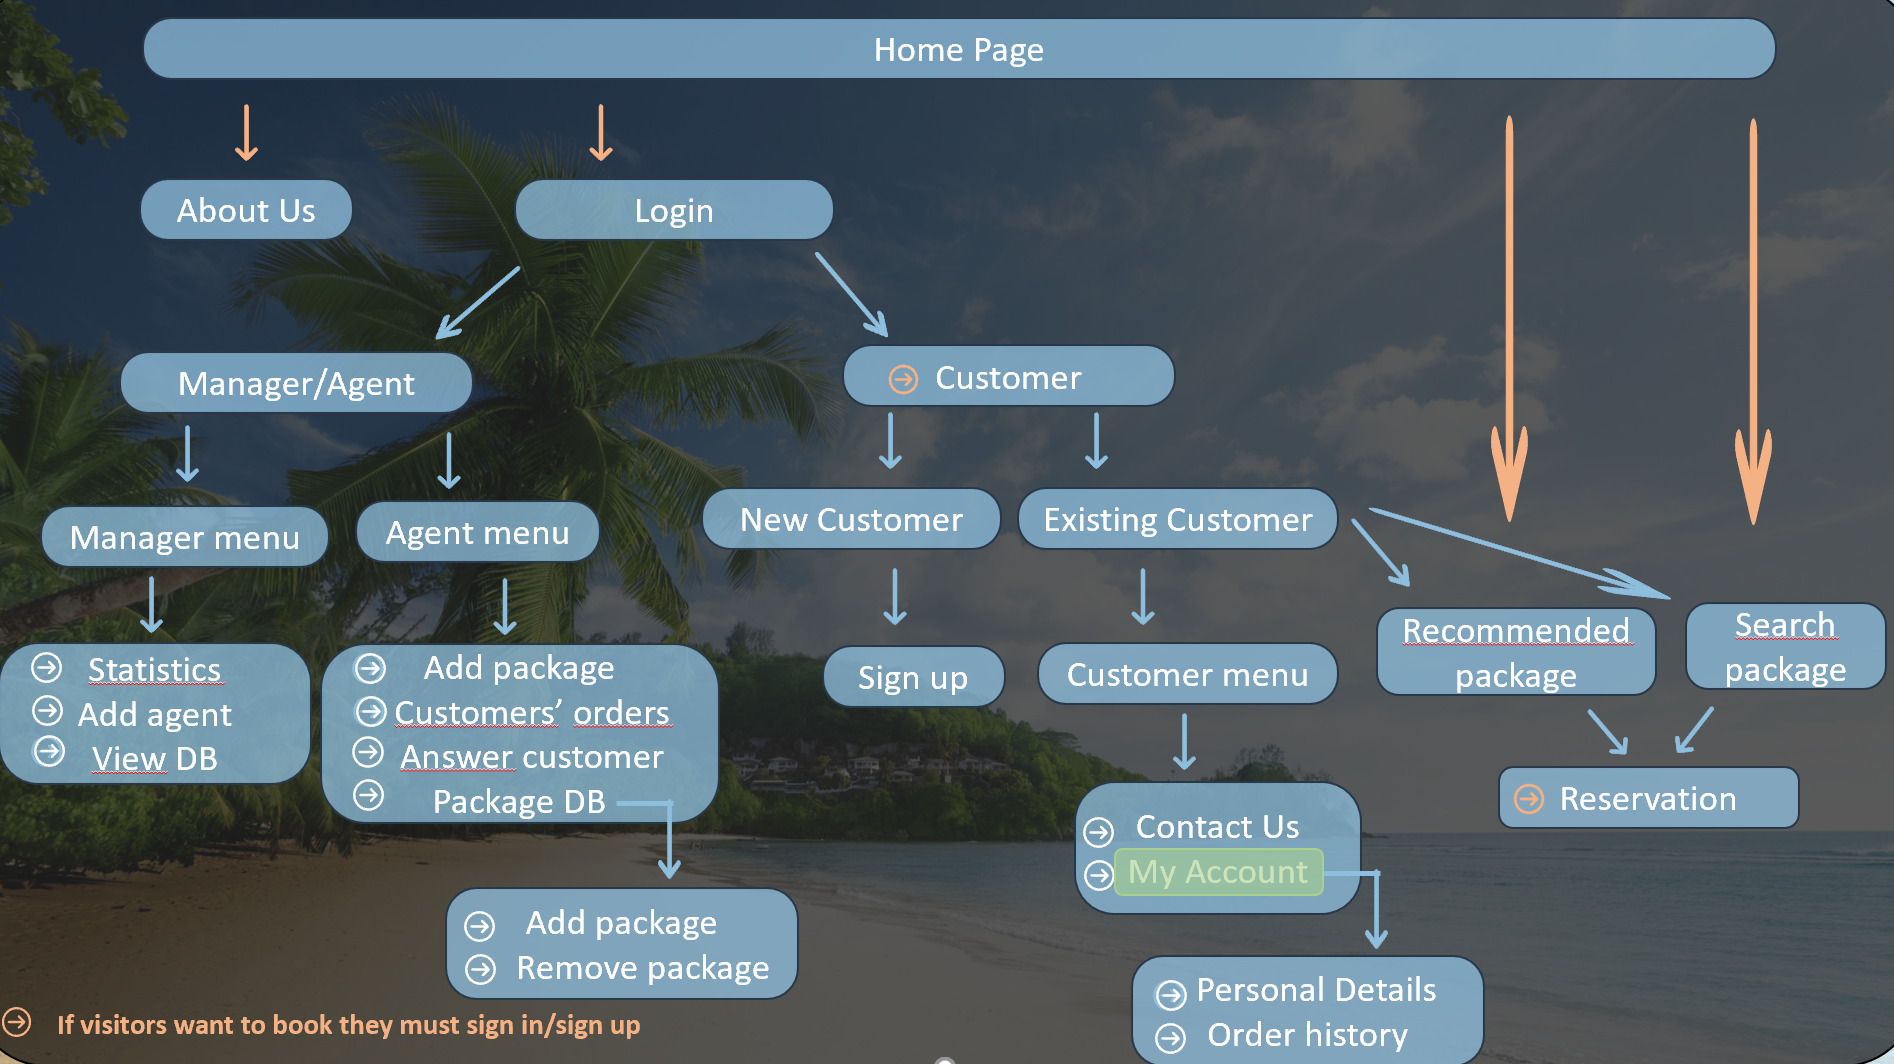 Home Page
About Us
Login
Manager/Agent
Customer
Manager menu
Agent menu
New Customer
Existing Customer
Statistics
Add agent
View DB
Add package
Customers’ orders
Answer customer
Package DB
Sign up
Customer menu
Recommended
package
Search
package
Contact Us
My Account
Reservation
Add package
Remove package
Personal Details
Order history
If visitors want to book they must sign in/sign up